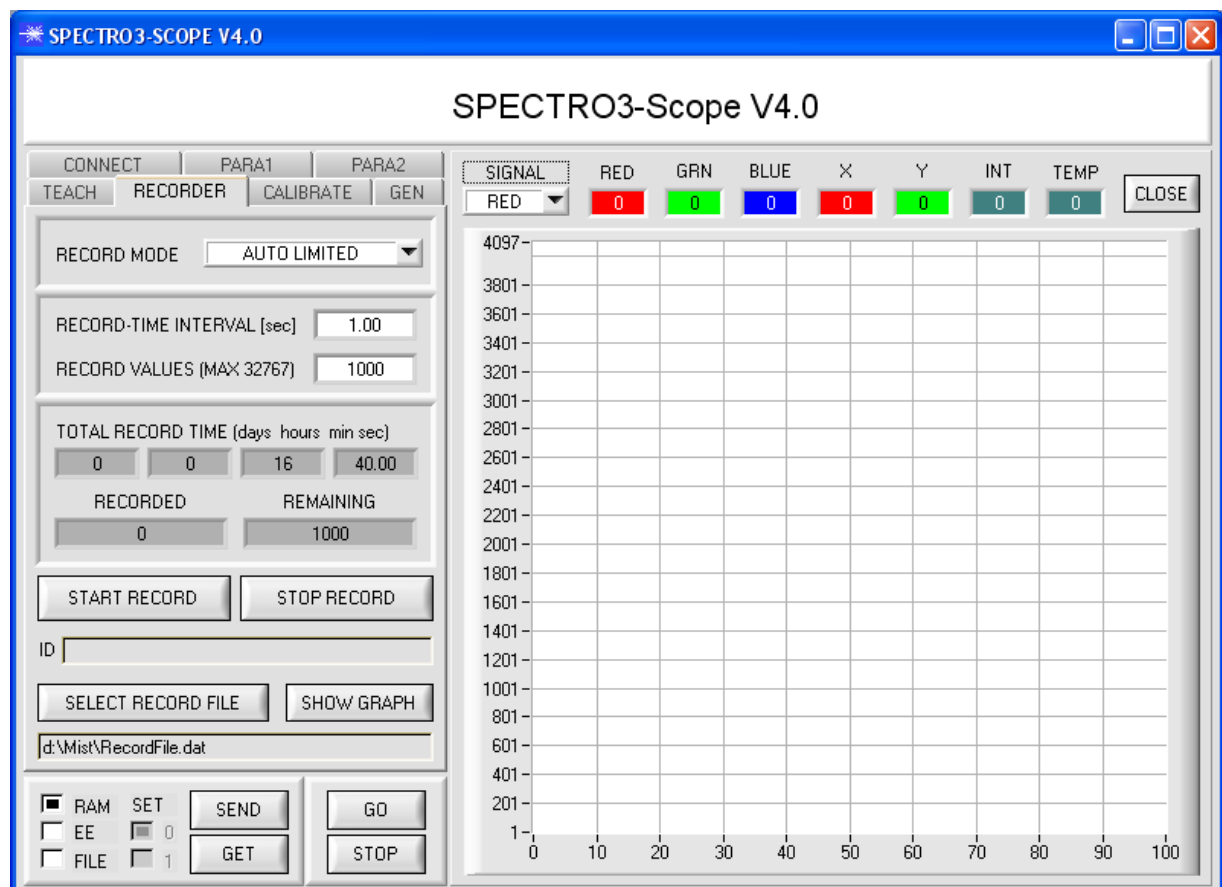 SPECTRO3-SCOPE V4.0
SPECTRO3-Scope V4.0
CONNECT PARA1 PARA2
TEACH RECORDER CALIBRATE GEN
RECORD MODE AUTO LIMITED
RECORD-TIME INTERVAL [sec] 1.00
RECORD VALUES (MAX 32767) 1000
TOTAL RECORD TIME (days hours min sec)
0 0 16 40.00
RECORDED REMAINING
0 1000
START RECORD STOP RECORD
ID
SELECT RECORD FILE SHOW GRAPH
d:\Mist\RecordFile.dat
RAM SET SEND GO
EE 0
FILE 1 GET STOP
SIGNAL RED GRN BLUE X Y INT TEMP
RED 0 0 0 0 0 0 0 CLOSE
4097
3801
3601
3401
3201
3001
2801
2601
2401
2201
2001
1801
1601
1401
1201
1001
801
601
401
201
1
0 10 20 30 40 50 60 70 80 90 100